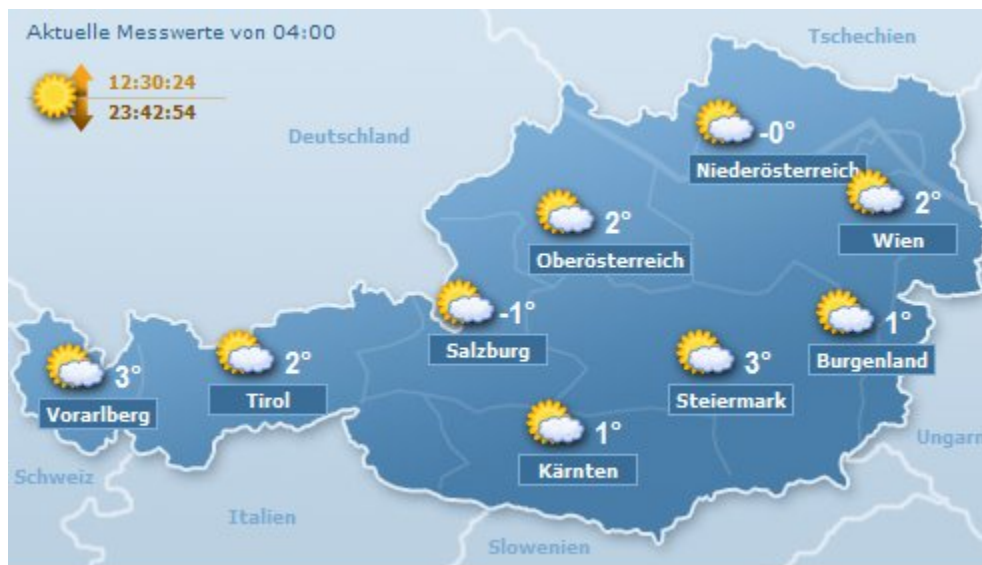 Aktuelle Messwerte von 04:00
Tschechien
12:30:24
23:42:54
Deutschland
-0°
Niederösterreich
2°
Wien
2°
Oberösterreich
-1°
Salzburg
1°
Burgenland
3°
Vorarlberg
2°
Tirol
3°
Steiermark
1°
Kärnten
Ungarn
Schweiz
Italien
Slowenien